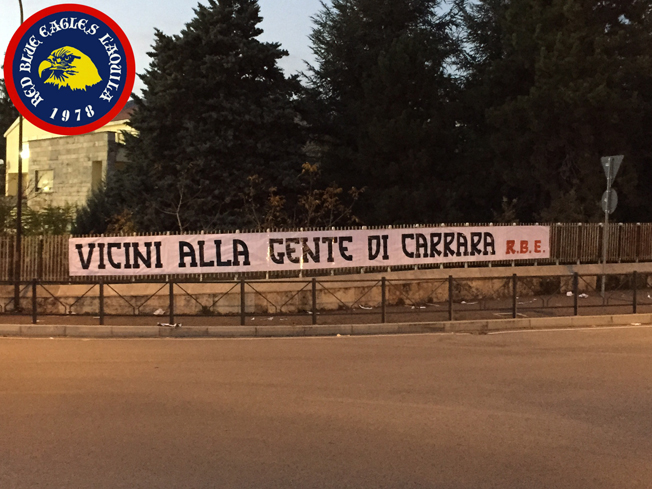 RED BLUE EAGLES L'AQUILA
1978
VICINI ALLA GENTE DI CARRARA R.B.E.